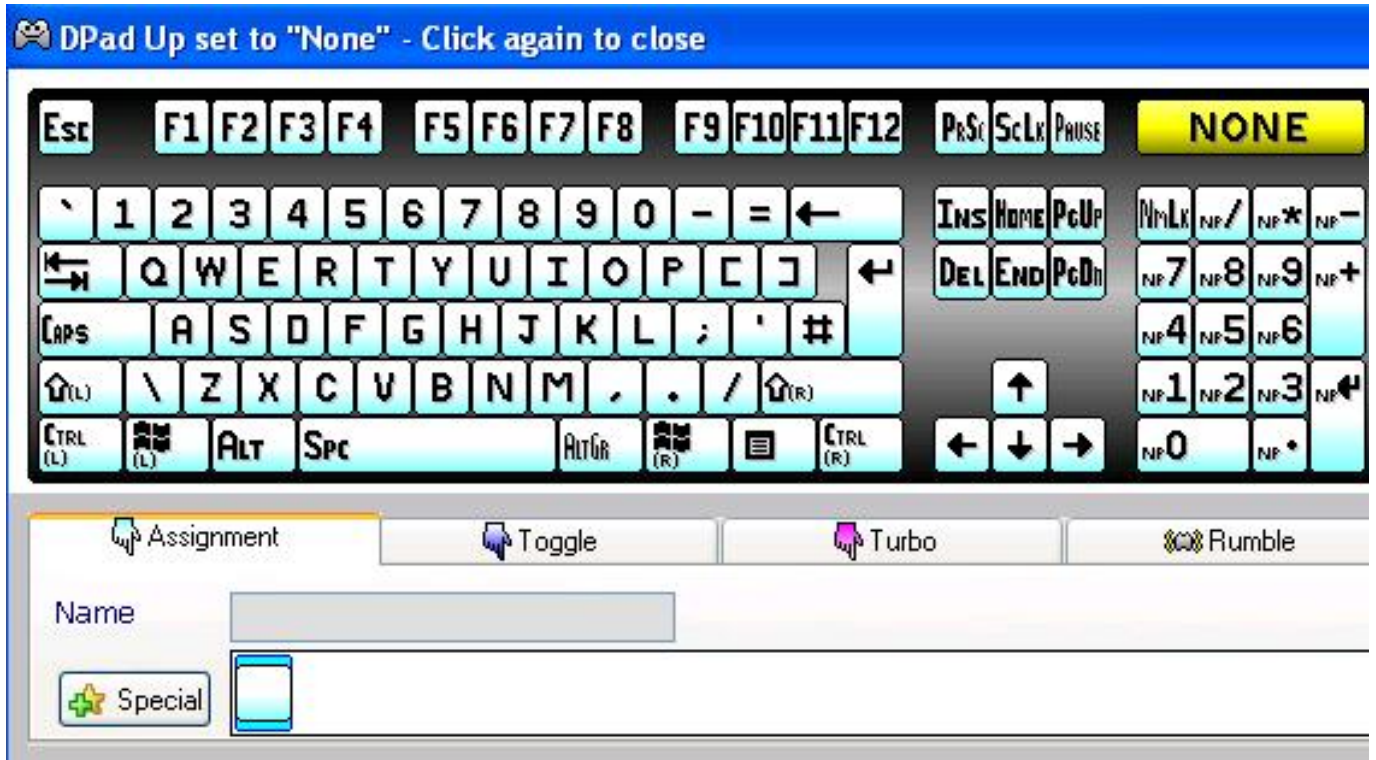 DPad Up set to "None" - Click again to close
Esc F1 F2 F3 F4 F5 F6 F7 F8 F9 F10 F11 F12 PrSc ScLk Pause NONE
` 1 2 3 4 5 6 7 8 9 0 - = ← Ins Home PgUp NmLk NP/ NP* NP-
Q W E R T Y U I O P [ ] ↵ Del End PgDn NP7 NP8 NP9 NP+
Caps A S D F G H J K L ; ' # NP4 NP5 NP6
⇧(L) \ Z X C V B N M , . / ⇧(R) ↑ NP1 NP2 NP3 NP↵
Ctrl (L) (L) Alt Spc AltGr (R) Ctrl (R) ← ↓ → NP0 NP.
Assignment Toggle Turbo Rumble
Name
Special